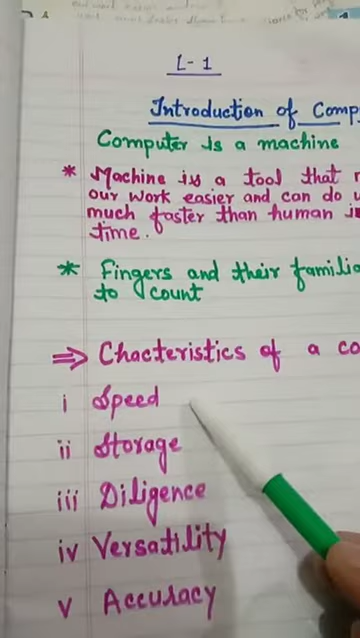 L-1
Introduction of Comp
Computer Is a machine
* Machine is a tool that
our work easier and can do
much faster than human
time.
* Fingers and their familia
to count
⇒ Chacteristics of a co
i Speed
ii Storage
iii Diligence
iv Versatility
v Accuracy